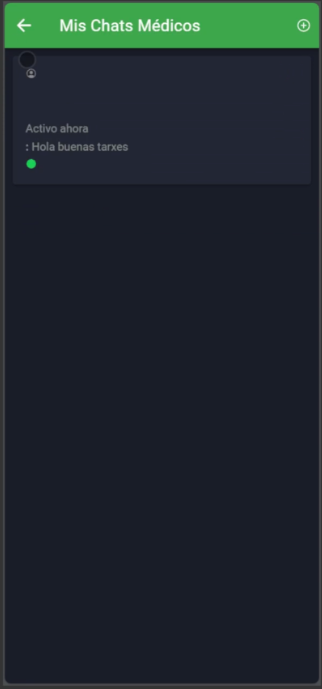 Mis Chats Médicos
Activo ahora
: Hola buenas tarxes